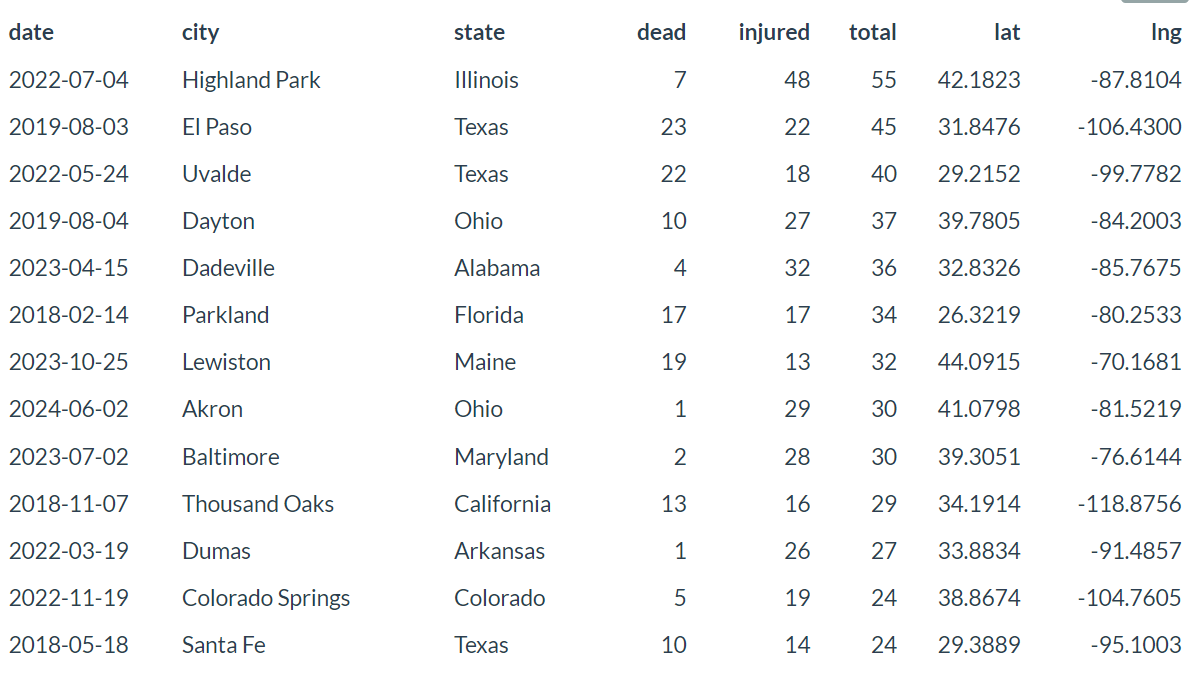 date city state dead injured total lat lng
2022-07-04 Highland Park Illinois 7 48 55 42.1823 -87.8104
2019-08-03 El Paso Texas 23 22 45 31.8476 -106.4300
2022-05-24 Uvalde Texas 22 18 40 29.2152 -99.7782
2019-08-04 Dayton Ohio 10 27 37 39.7805 -84.2003
2023-04-15 Dadeville Alabama 4 32 36 32.8326 -85.7675
2018-02-14 Parkland Florida 17 17 34 26.3219 -80.2533
2023-10-25 Lewiston Maine 19 13 32 44.0915 -70.1681
2024-06-02 Akron Ohio 1 29 30 41.0798 -81.5219
2023-07-02 Baltimore Maryland 2 28 30 39.3051 -76.6144
2018-11-07 Thousand Oaks California 13 16 29 34.1914 -118.8756
2022-03-19 Dumas Arkansas 1 26 27 33.8834 -91.4857
2022-11-19 Colorado Springs Colorado 5 19 24 38.8674 -104.7605
2018-05-18 Santa Fe Texas 10 14 24 29.3889 -95.1003